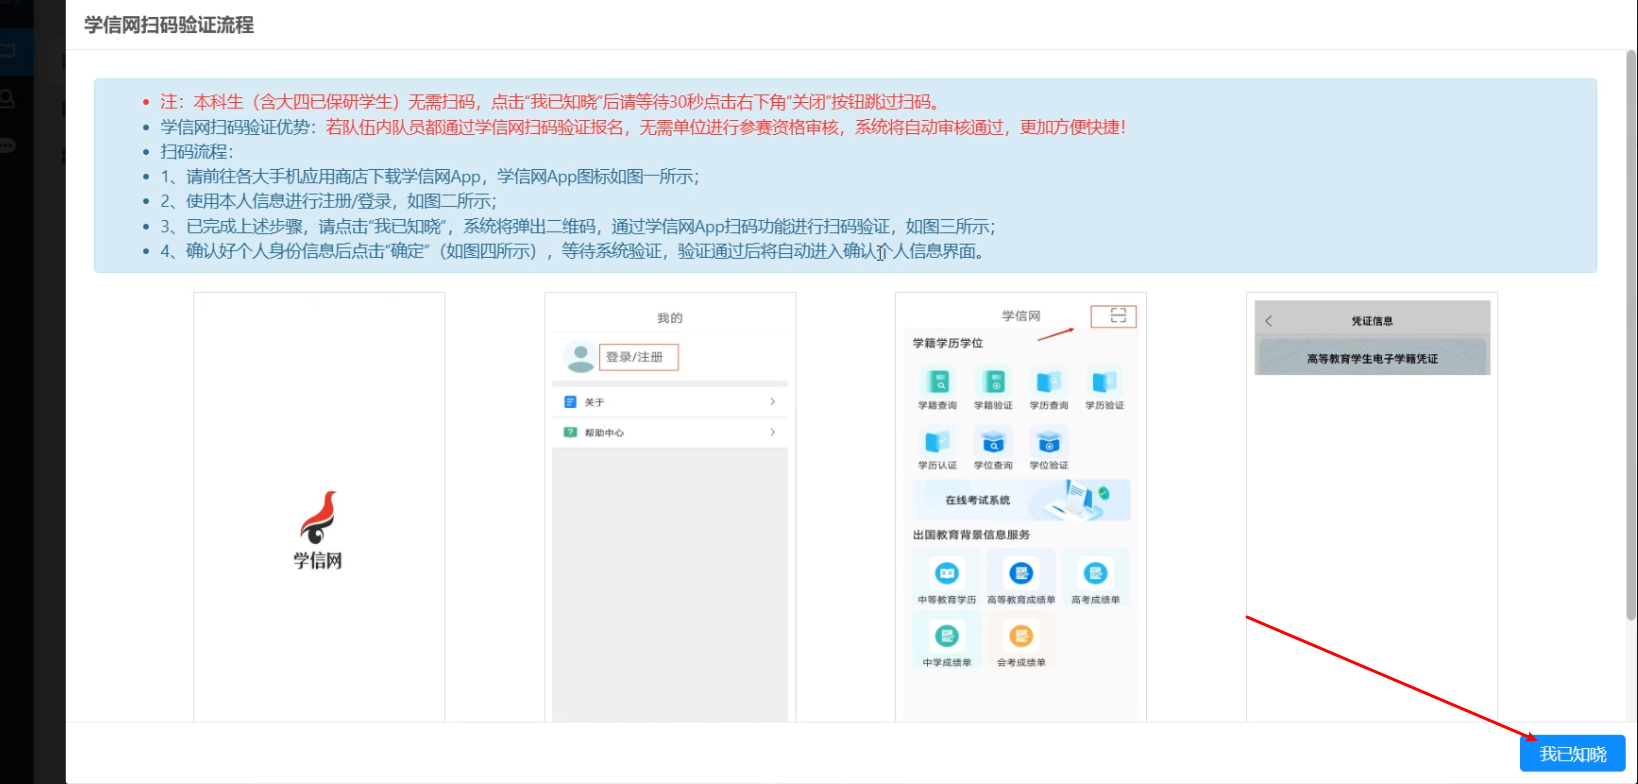 学信网扫码验证流程
注：本科生（含大四已保研学生）无需扫码，点击"我已知晓"后请等待30秒点击右下角"关闭"按钮跳过扫码。
学信网扫码验证优势：若队伍内队员都通过学信网扫码验证报名，无需单位进行参赛资格审核，系统将自动审核通过，更加方便快捷！
扫码流程：
1、请前往各大手机应用商店下载学信网App，学信网App图标如图一所示；
2、使用本人信息进行注册/登录，如图二所示；
3、已完成上述步骤，请点击"我已知晓"，系统将弹出二维码，通过学信网App扫码功能进行扫码验证，如图三所示；
4、确认好个人身份信息后点击"确定"（如图四所示），等待系统验证，验证通过后将自动进入确认个人信息界面。
学信网
我的
登录/注册
关于
帮助中心
学信网
学籍学历学位
学籍查询 学籍验证 学历查询 学历验证
学历认证 学位查询 学位验证
在线考试系统
出国教育背景信息服务
中等教育学历 高等教育成绩单 高考成绩单
中学成绩单 会考成绩单
凭证信息
高等教育学生电子学籍凭证
我已知晓